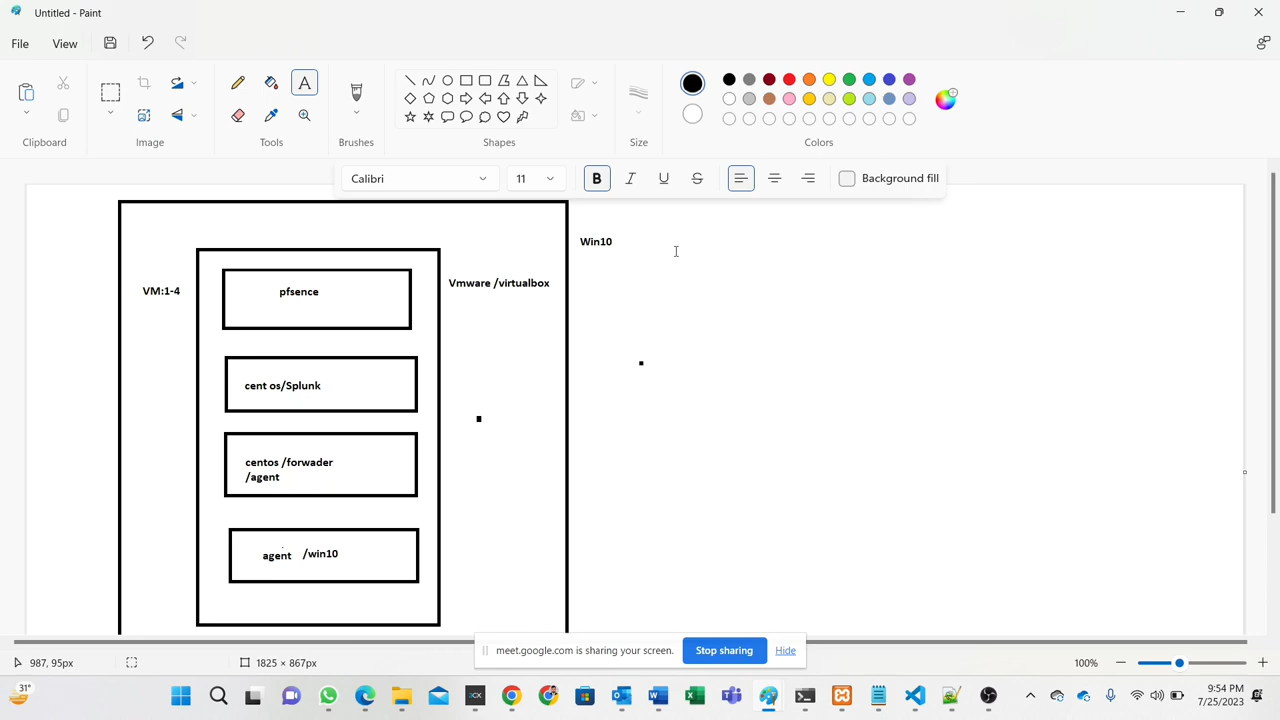 Untitled - Paint
File
View
Clipboard
Image
Tools
Brushes
Shapes
Size
Colors
Calibri
11
B
I
U
S
Background fill
Win10
VM:1-4
pfsence
Vmware /virtualbox
cent os/Splunk
centos /forwader
/agent
agent /win10
meet.google.com is sharing your screen.
Stop sharing
Hide
987, 95px
1825 × 867px
100%
31°
9:54 PM
7/25/2023